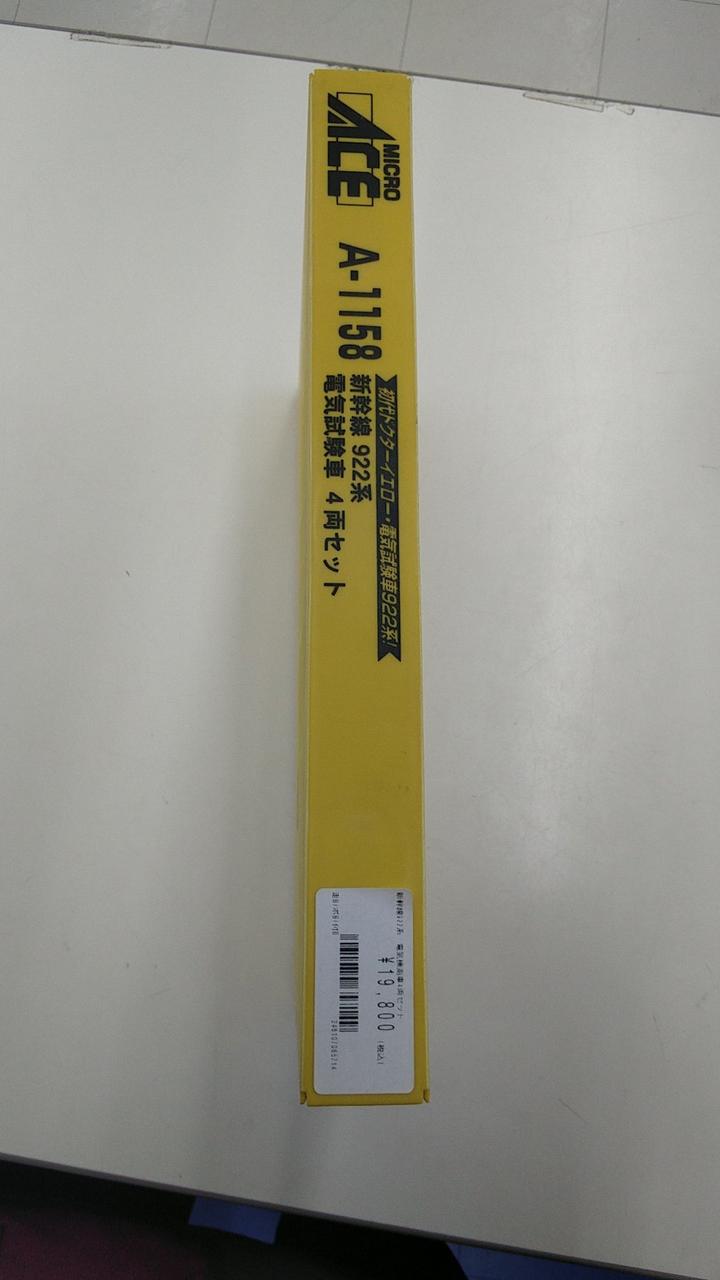 MICRO
ACE
A-1158
初代ドクターイエロー・電気試験車922系!
新幹線 922系
電気試験車 4両セット
¥19,800 (税込)